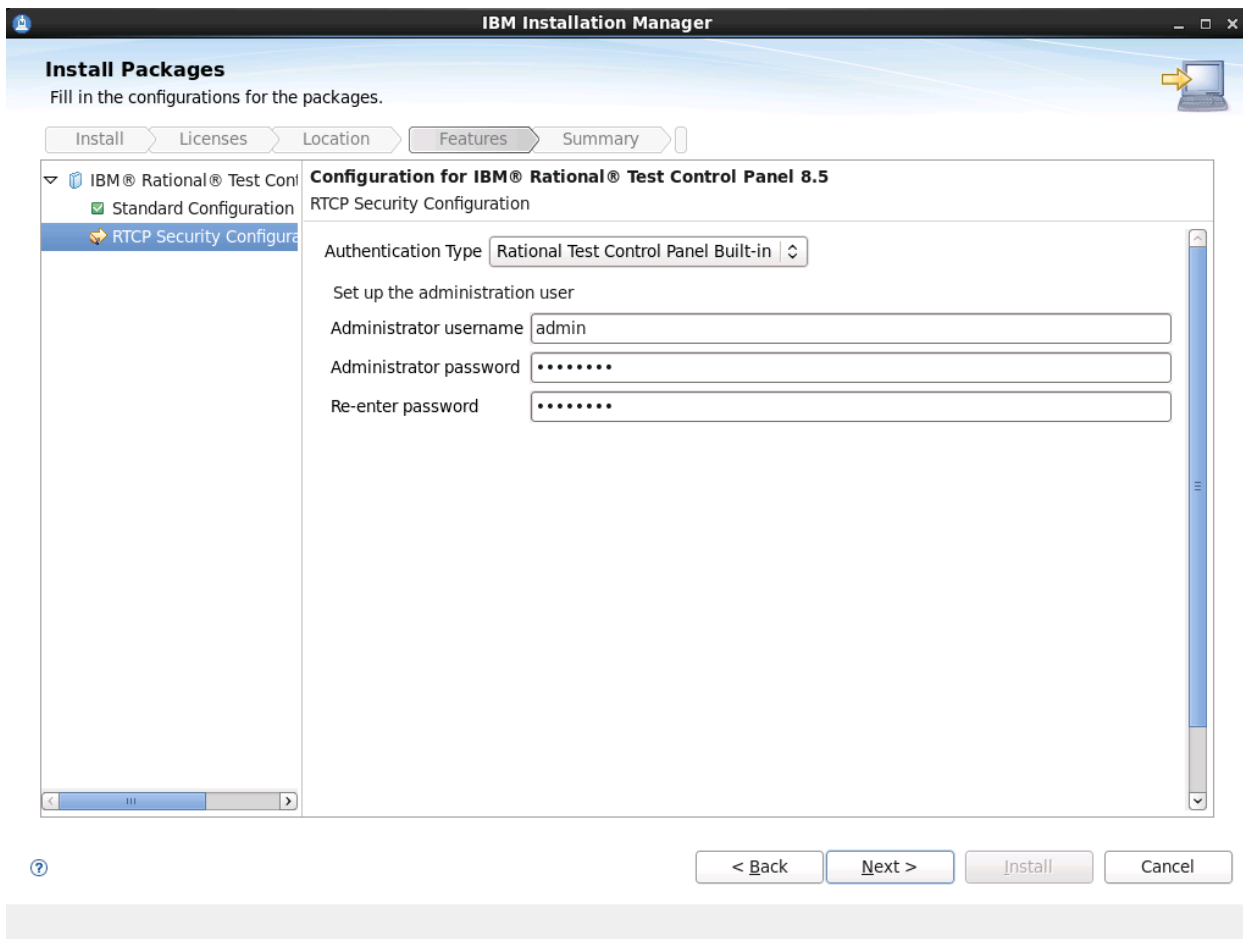 IBM Installation Manager
Install Packages
Fill in the configurations for the packages.
Install Licenses Location Features Summary
IBM® Rational® Test Cont
Standard Configuration
RTCP Security Configura
Configuration for IBM® Rational® Test Control Panel 8.5
RTCP Security Configuration
Authentication Type Rational Test Control Panel Built-in
Set up the administration user
Administrator username admin
Administrator password ••••••••
Re-enter password ••••••••
< Back Next > Install Cancel